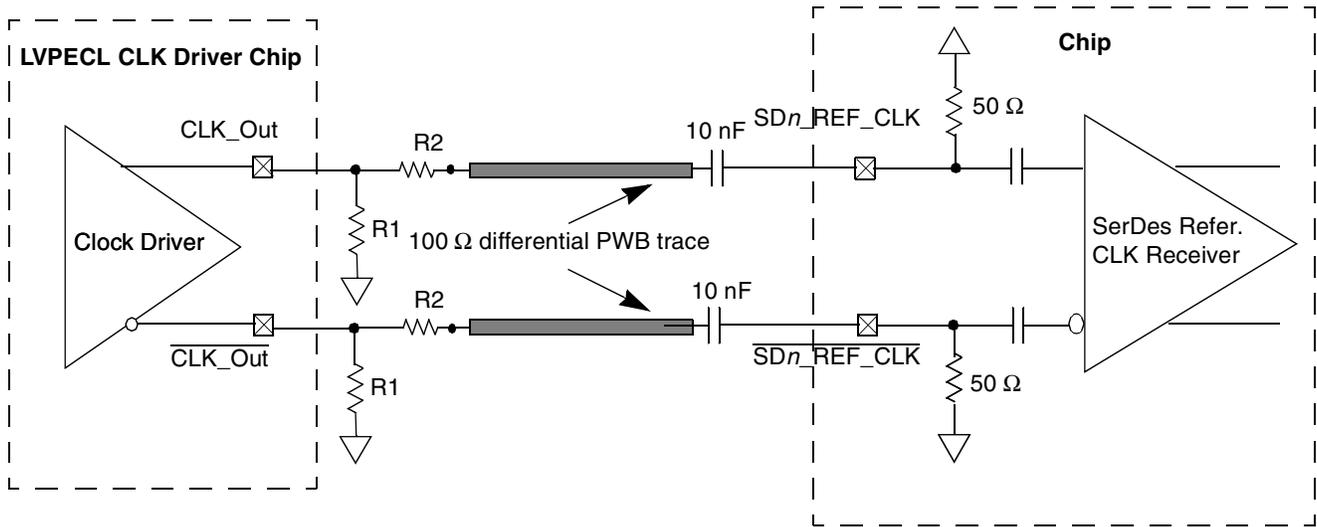 LVPECL CLK Driver Chip
Chip
CLK_Out
R2
10 nF
SDn_REF_CLK
50 Ω
Clock Driver
R1
100 Ω differential PWB trace
SerDes Refer.
CLK Receiver
R2
10 nF
CLK_Out
SDn_REF_CLK
R1
50 Ω